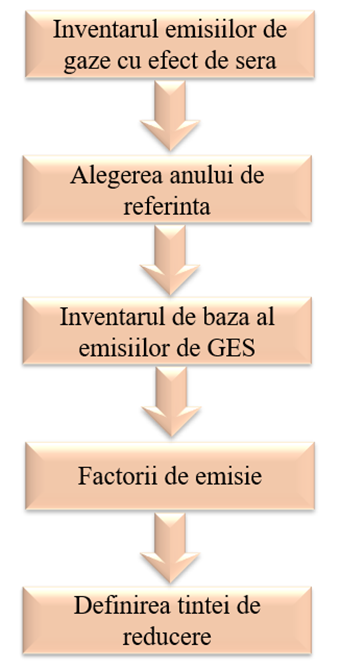 Inventarul emisiilor de
gaze cu efect de sera
Alegerea anului de
referinta
Inventarul de baza al
emisiilor de GES
Factorii de emisie
Definirea tintei de
reducere